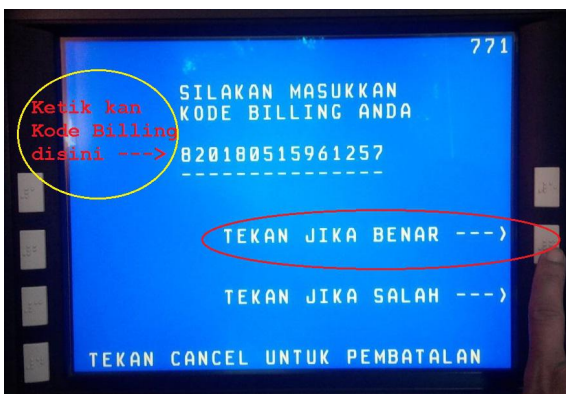 771
SILAKAN MASUKKAN
KODE BILLING ANDA
Ketik kan
Kode Billing
disini --->
820180515961257
TEKAN JIKA BENAR --->
TEKAN JIKA SALAH --->
TEKAN CANCEL UNTUK PEMBATALAN